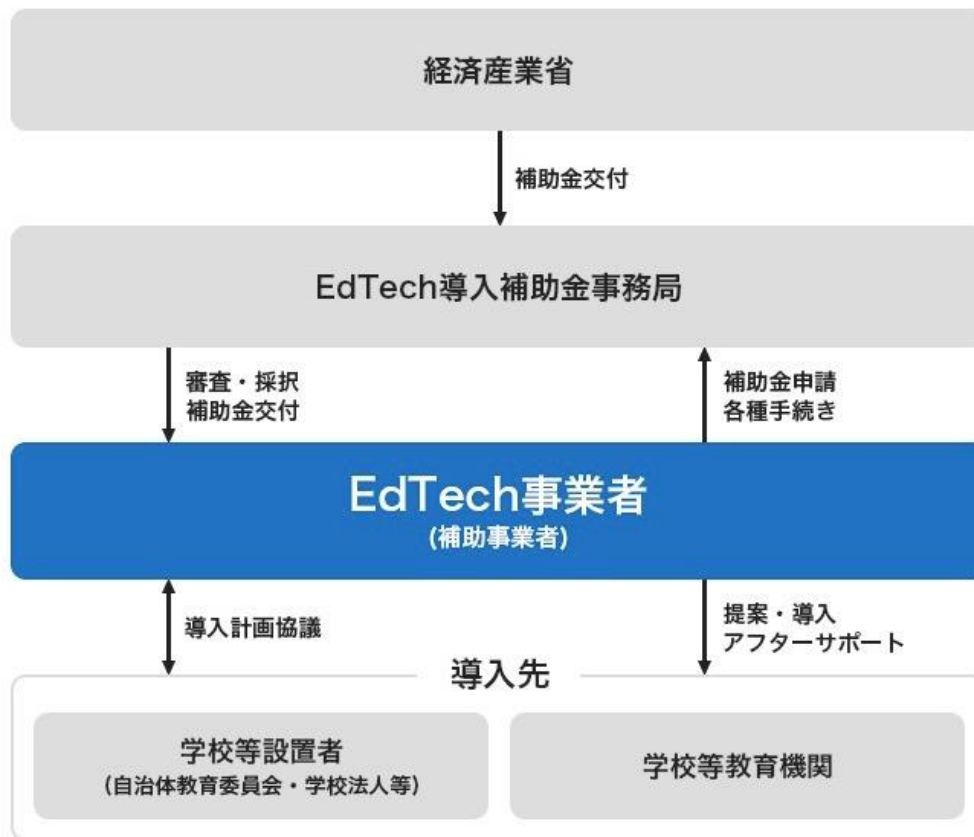 経済産業省
補助金交付
EdTech導入補助金事務局
審査・採択
補助金交付
補助金申請
各種手続き
EdTech事業者
(補助事業者)
導入計画協議
提案・導入
アフターサポート
導入先
学校等設置者
(自治体教育委員会・学校法人等)
学校等教育機関